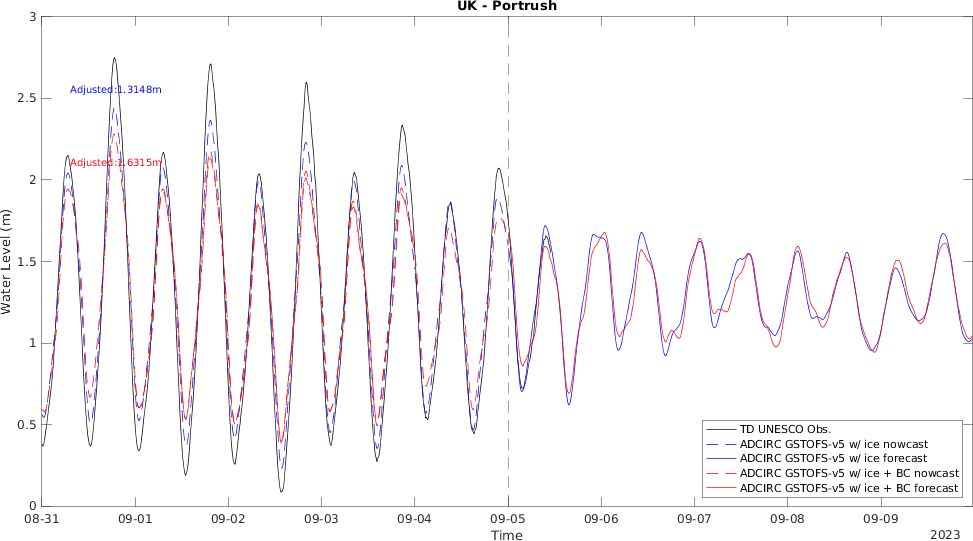 UK - Portrush
3
2.5
2
1.5
1
0.5
0
Water Level (m)
Adjusted:1.3148m
Adjusted:1.6315m
TD UNESCO Obs.
ADCIRC GSTOFS-v5 w/ ice nowcast
ADCIRC GSTOFS-v5 w/ ice forecast
ADCIRC GSTOFS-v5 w/ ice + BC nowcast
ADCIRC GSTOFS-v5 w/ ice + BC forecast
08-31 09-01 09-02 09-03 09-04 09-05 09-06 09-07 09-08 09-09
Time
2023